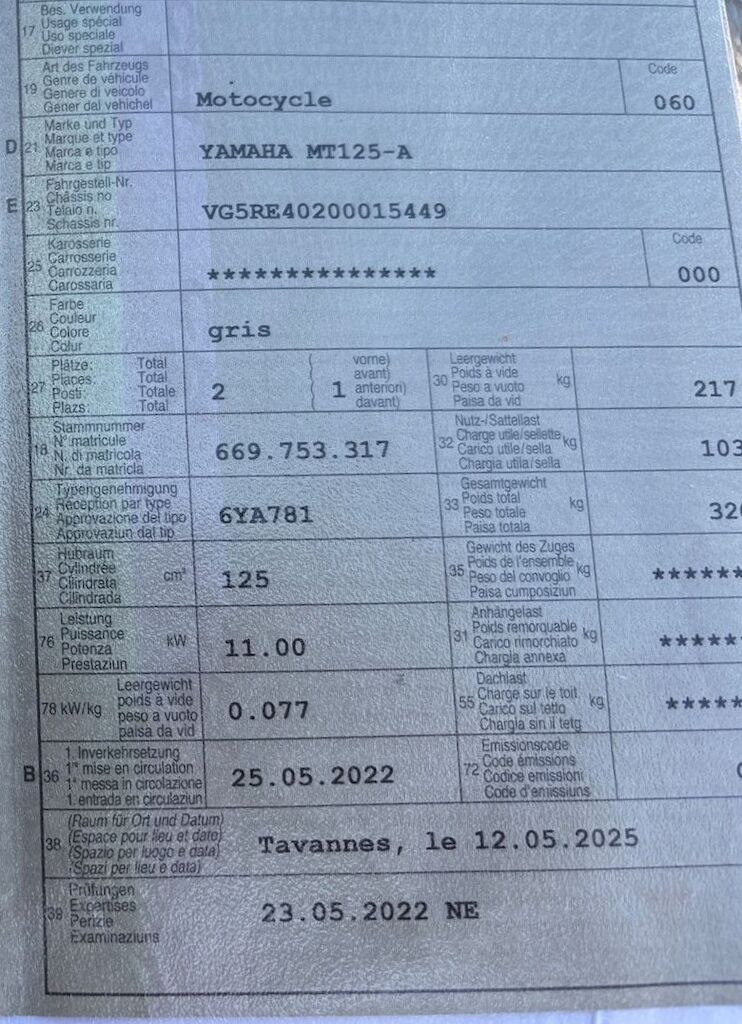 17 Bes. Verwendung
Usage spécial
Uso speciale
Diever spezial
19 Art des Fahrzeugs
Genre de véhicule
Genere di veicolo
Gener dal vehichel
Motocycle
Code
060
D 21 Marke und Typ
Marque et type
Marca e tipo
Marca e tip
YAMAHA MT125-A
E 23 Fahrgestell-Nr.
Châssis no
Telaio n.
Schassis nr.
VG5RE40200015449
25 Karosserie
Carrosserie
Carrozzeria
Carossaria
***************
Code
000
26 Farbe
Couleur
Colore
Colur
gris
27 Plätze: Total
Places: Total
Posti: Totale
Plazs: Total
2
1
vorne)
avant)
anteriori)
davant)
30 Leergewicht
Poids à vide
Peso a vuoto
Paisa da vid
kg
217
18 Stammnummer
N° matricule
N. di matricola
Nr. da matricla
669.753.317
32 Nutz-/Sattellast
Charge utile/sellette
Carico utile/sella
Chargia utila/sella
kg
103
24 Typengenehmigung
Réception par type
Approvazione del tipo
Approvaziun dal tip
6YA781
33 Gesamtgewicht
Poids total
Peso totale
Paisa totala
kg
32
37 Hubraum
Cylindrée
Cilindrata
Cilindrada
cm³
125
35 Gewicht des Zuges
Poids de l'ensemble
Peso del convoglio
Paisa cumposiziun
kg
******
76 Leistung
Puissance
Potenza
Prestaziun
kW
11.00
31 Anhängelast
Poids remorquable
Carico rimorchiato
Chargia annexa
kg
*****
78 kW/kg
Leergewicht
poids à vide
peso a vuoto
paisa da vid
0.077
55 Dachlast
Charge sur le toit
Carico sul tetto
Chargia sin il tetg
kg
*****
B 36 1. Inverkehrsetzung
1re mise en circulation
1a messa in circolazione
1. entrada en circulaziun
25.05.2022
72 Emissionscode
Code émissions
Codice emissioni
Code d'emissiuns
38 (Raum für Ort und Datum)
(Espace pour lieu et date)
(Spazio per luogo e data)
(Spazi per lieu e data)
Tavannes, le 12.05.2025
39 Prüfungen
Expertises
Perizie
Examinaziuns
23.05.2022 NE